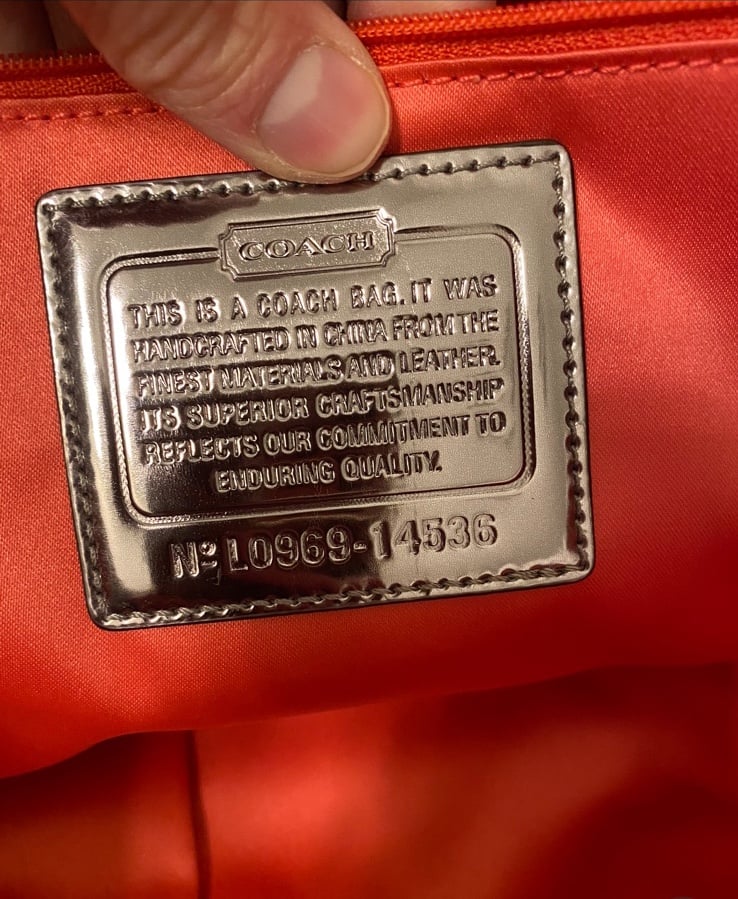 COACH
THIS IS A COACH BAG. IT WAS
HANDCRAFTED IN CHINA FROM THE
FINEST MATERIALS AND LEATHER.
ITS SUPERIOR CRAFTSMANSHIP
REFLECTS OUR COMMITMENT TO
ENDURING QUALITY.
Nº L0969-14536